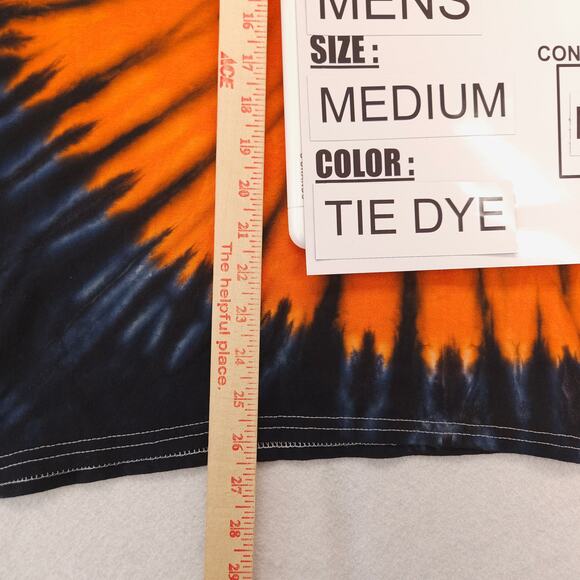 MENS
SIZE :
MEDIUM
COLOR :
TIE DYE
CON
ACE
The helpful place.
16
17
18
19
20
21
22
23
24
25
26
27
28
29